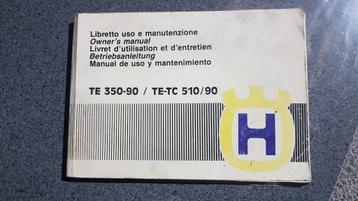 Libretto uso e manutenzione
Owner's manual
Livret d'utilisation et d'entretien
Betriebsanleitung
Manual de uso y mantenimiento
TE 350-90 / TE-TC 510/90
H